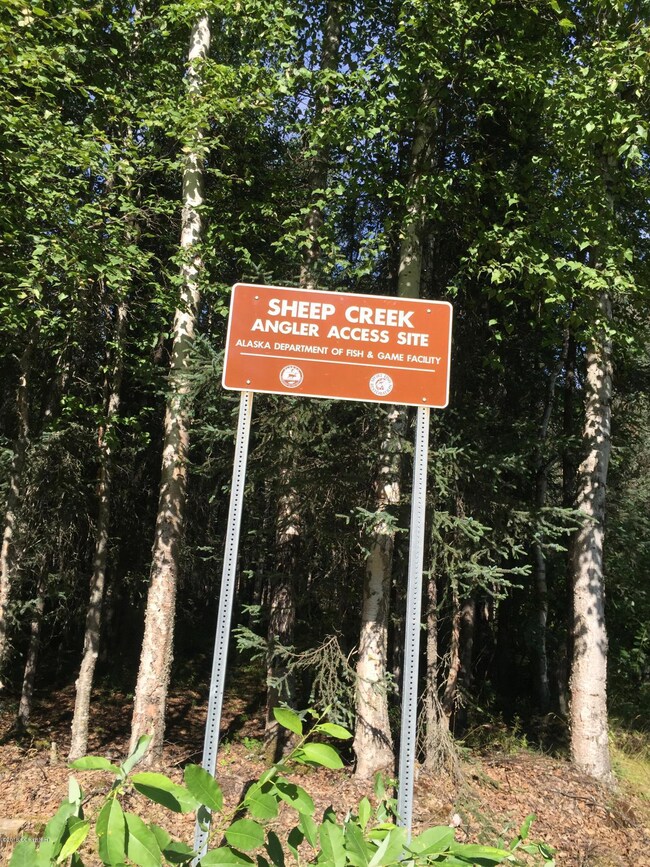 SHEEP CREEK
ANGLER ACCESS SITE
ALASKA DEPARTMENT OF FISH & GAME FACILITY